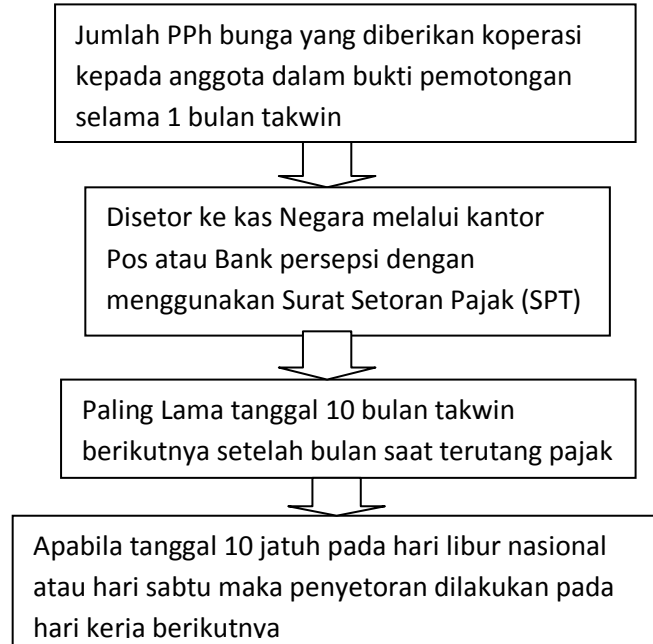 Jumlah PPh bunga yang diberikan koperasi
kepada anggota dalam bukti pemotongan
selama 1 bulan takwin
Disetor ke kas Negara melalui kantor
Pos atau Bank persepsi dengan
menggunakan Surat Setoran Pajak (SPT)
Paling Lama tanggal 10 bulan takwin
berikutnya setelah bulan saat terutang pajak
Apabila tanggal 10 jatuh pada hari libur nasional
atau hari sabtu maka penyetoran dilakukan pada
hari kerja berikutnya